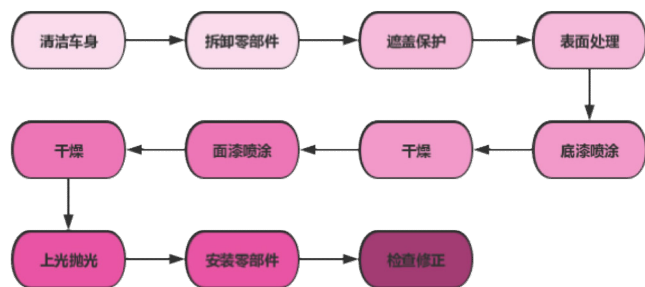 清洁车身
拆卸零部件
遮盖保护
表面处理
底漆喷涂
干燥
面漆喷涂
干燥
上光抛光
安装零部件
检查修正